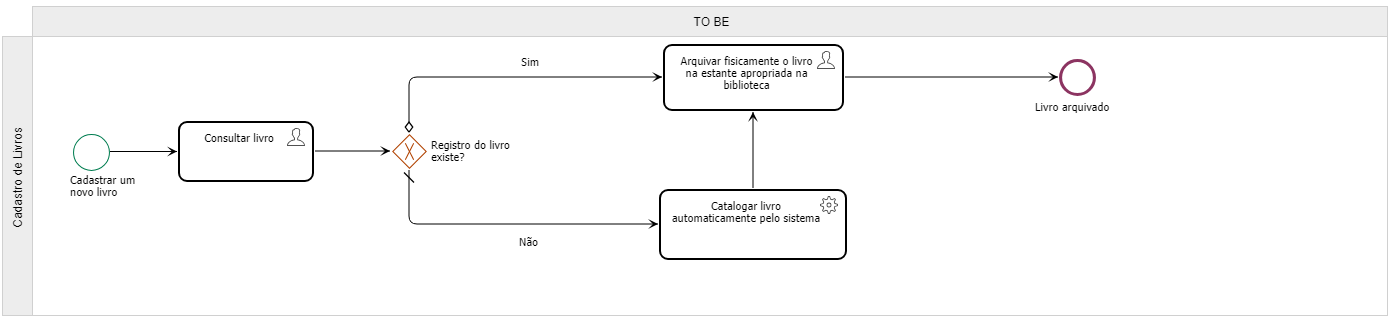 TO BE
Cadastro de Livros
Cadastrar um
novo livro
Consultar livro
Registro do livro
existe?
Sim
Arquivar fisicamente o livro
na estante apropriada na
biblioteca
Livro arquivado
Não
Catalogar livro
automaticamente pelo sistema